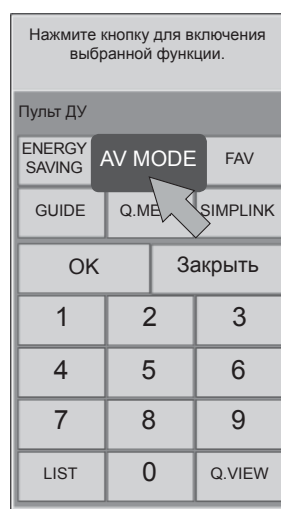 Нажмите кнопку для включения
выбранной функции.
Пульт ДУ
ENERGY SAVING AV MODE FAV
GUIDE Q.ME SIMPLINK
OK Закрыть
1 2 3
4 5 6
7 8 9
LIST 0 Q.VIEW